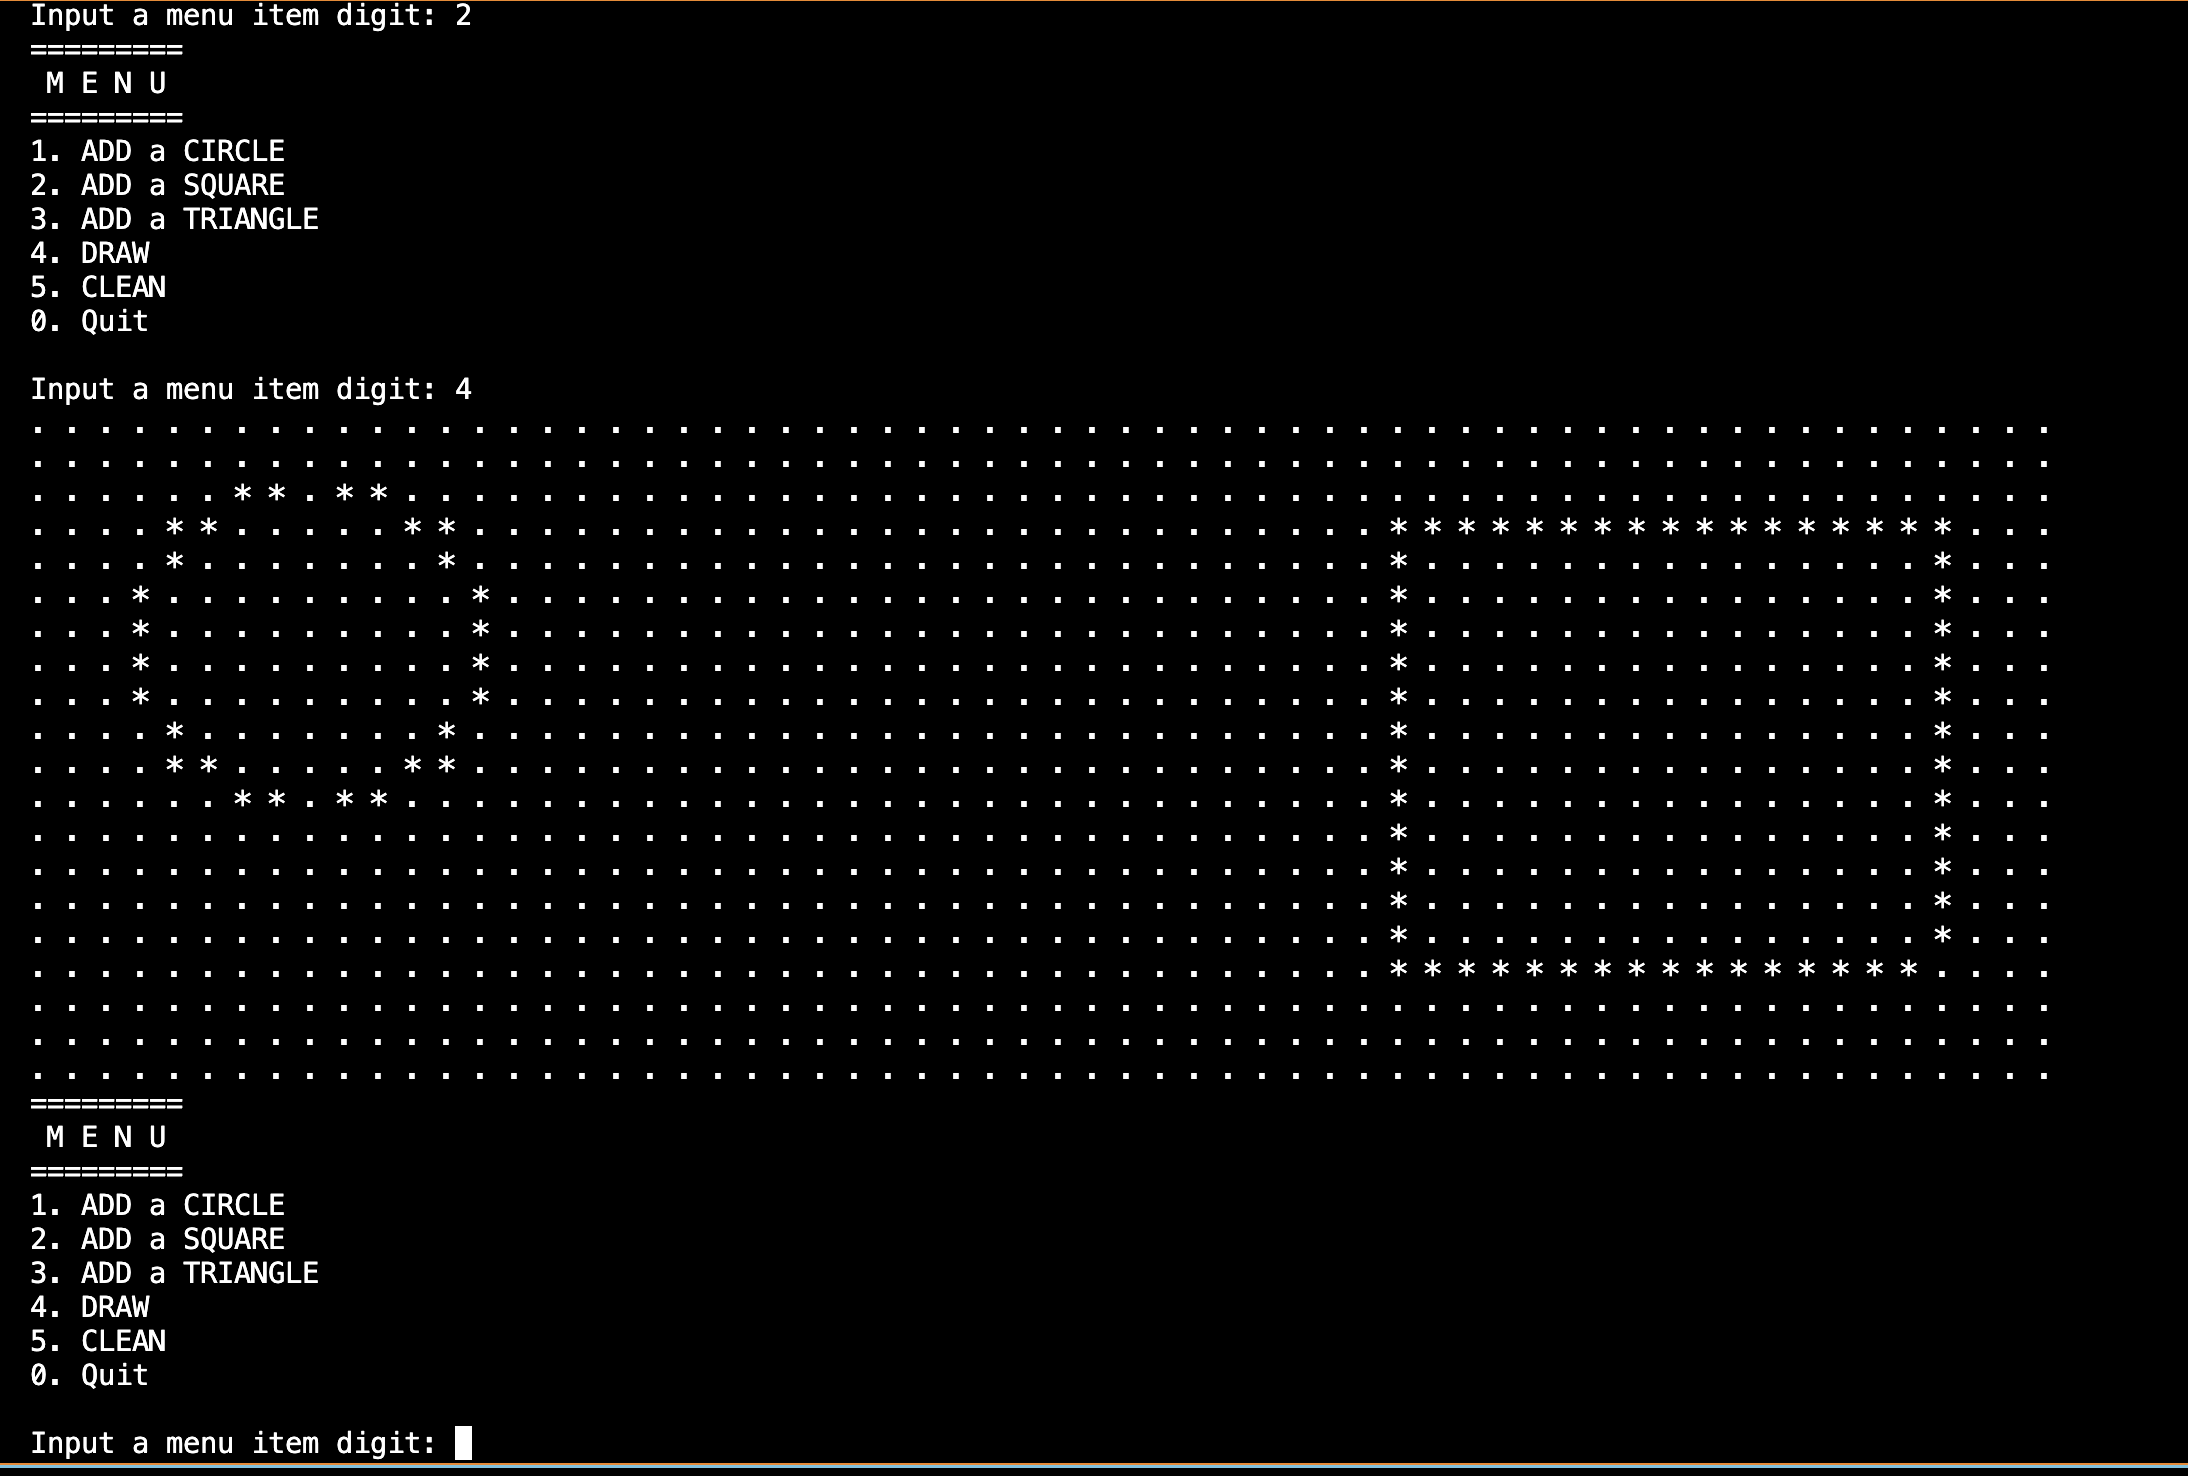 Input a menu item digit: 2
=========
 M E N U
=========
1. ADD a CIRCLE
2. ADD a SQUARE
3. ADD a TRIANGLE
4. DRAW
5. CLEAN
0. Quit
Input a menu item digit: 4
. . . . . . . . . . . . . . . . . . . . . . . . . . . . . . . . . . . . . . . . . . . . . . . . . . . . . . . . . . . .
. . . . . . . . . . . . . . . . . . . . . . . . . . . . . . . . . . . . . . . . . . . . . . . . . . . . . . . . . . . .
. . . . . . * * . * * . . . . . . . . . . . . . . . . . . . . . . . . . . . . . . . . . . . . . . . . . . . . . . . . .
. . . . * * . . . . . * * . . . . . . . . . . . . . . . . . . . . . . . . . . . * * * * * * * * * * * * * * * * * . . .
. . . . * . . . . . . . * . . . . . . . . . . . . . . . . . . . . . . . . . . . * . . . . . . . . . . . . . . . * . . .
. . . * . . . . . . . . . * . . . . . . . . . . . . . . . . . . . . . . . . . . * . . . . . . . . . . . . . . . * . . .
. . . * . . . . . . . . . * . . . . . . . . . . . . . . . . . . . . . . . . . . * . . . . . . . . . . . . . . . * . . .
. . . * . . . . . . . . . * . . . . . . . . . . . . . . . . . . . . . . . . . . * . . . . . . . . . . . . . . . * . . .
. . . * . . . . . . . . . * . . . . . . . . . . . . . . . . . . . . . . . . . . * . . . . . . . . . . . . . . . * . . .
. . . . * . . . . . . . * . . . . . . . . . . . . . . . . . . . . . . . . . . . * . . . . . . . . . . . . . . . * . . .
. . . . * * . . . . . * * . . . . . . . . . . . . . . . . . . . . . . . . . . . * . . . . . . . . . . . . . . . * . . .
. . . . . . * * . * * . . . . . . . . . . . . . . . . . . . . . . . . . . . . . * . . . . . . . . . . . . . . . * . . .
. . . . . . . . . . . . . . . . . . . . . . . . . . . . . . . . . . . . . . . . * . . . . . . . . . . . . . . . * . . .
. . . . . . . . . . . . . . . . . . . . . . . . . . . . . . . . . . . . . . . . * . . . . . . . . . . . . . . . * . . .
. . . . . . . . . . . . . . . . . . . . . . . . . . . . . . . . . . . . . . . . * . . . . . . . . . . . . . . . * . . .
. . . . . . . . . . . . . . . . . . . . . . . . . . . . . . . . . . . . . . . . * . . . . . . . . . . . . . . . * . . .
. . . . . . . . . . . . . . . . . . . . . . . . . . . . . . . . . . . . . . . . * * * * * * * * * * * * * * * * . . . .
. . . . . . . . . . . . . . . . . . . . . . . . . . . . . . . . . . . . . . . . . . . . . . . . . . . . . . . . . . . .
. . . . . . . . . . . . . . . . . . . . . . . . . . . . . . . . . . . . . . . . . . . . . . . . . . . . . . . . . . . .
. . . . . . . . . . . . . . . . . . . . . . . . . . . . . . . . . . . . . . . . . . . . . . . . . . . . . . . . . . . .
=========
 M E N U
=========
1. ADD a CIRCLE
2. ADD a SQUARE
3. ADD a TRIANGLE
4. DRAW
5. CLEAN
0. Quit
Input a menu item digit: